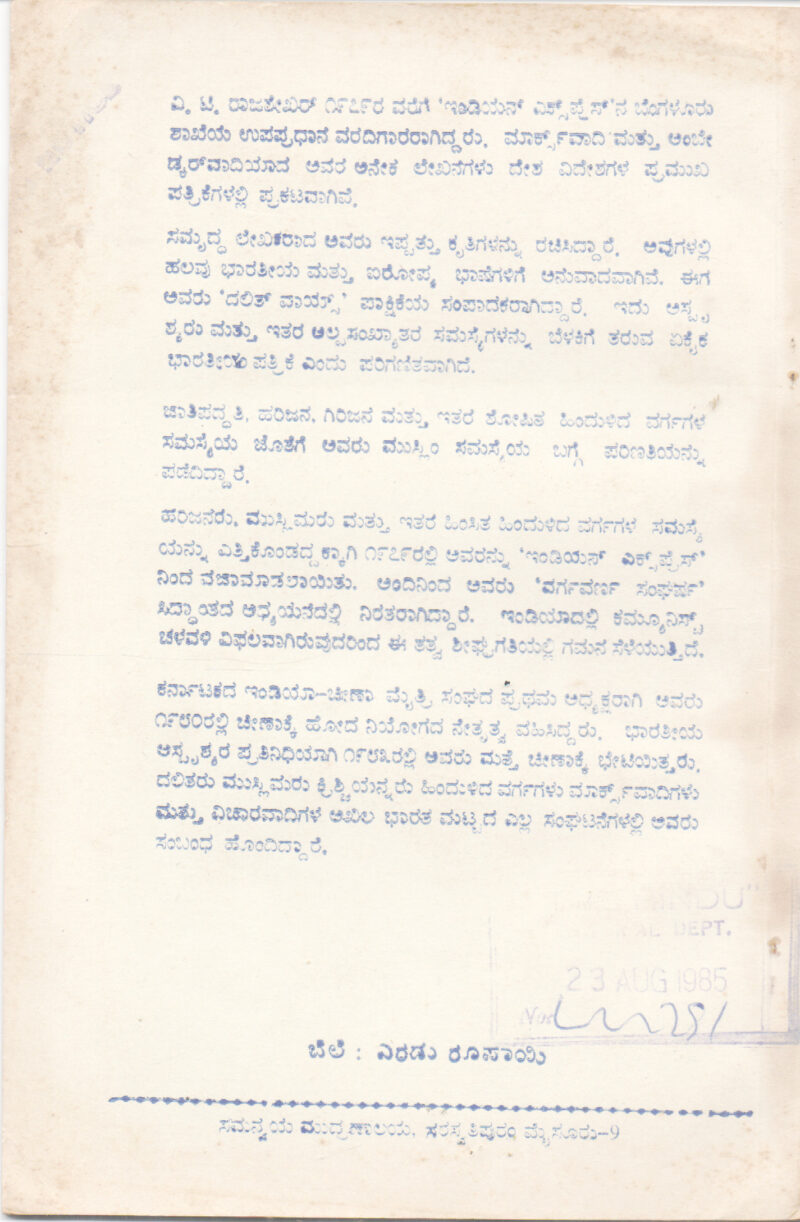 ವಿ. ಟಿ. ರಾಜಶೇಖರ್ ೧೯೭೯ರ ವರೆಗೆ 'ಇಂಡಿಯನ್ ಎಕ್ಸ್‌ಪ್ರೆಸ್'ನ ಬೆಂಗಳೂರು
ಶಾಖೆಯ ಉಪಪ್ರಧಾನ ವರದಿಗಾರರಾಗಿದ್ದರು. ಮಾರ್ಕ್ಸ್‌ವಾದಿ ಮತ್ತು ಅಂಬೇ
ಡ್ಕರ್‌ವಾದಿಯಾದ ಅವರ ಅನೇಕ ಲೇಖನಗಳು ದೇಶ ವಿದೇಶಗಳ ಪ್ರಮುಖ
ಪತ್ರಿಕೆಗಳಲ್ಲಿ ಪ್ರಕಟವಾಗಿವೆ.
ಸಮೃದ್ಧ ಲೇಖಕರಾದ ಅವರು ಇಪ್ಪತ್ತು ಕೃತಿಗಳನ್ನು ರಚಿಸಿದ್ದಾರೆ. ಅವುಗಳಲ್ಲಿ
ಹಲವು ಭಾರತೀಯ ಮತ್ತು ಐರೋಪ್ಯ ಭಾಷೆಗಳಿಗೆ ಅನುವಾದವಾಗಿವೆ. ಈಗ
ಅವರು 'ದಲಿತ್ ವಾಯ್ಸ್' ಪಾಕ್ಷಿಕೆಯ ಸಂಪಾದಕರಾಗಿದ್ದಾರೆ. ಇದು ಅಸ್ಪೃ
ಶ್ಯರು ಮತ್ತು ಇತರ ಅಲ್ಪಸಂಖ್ಯಾತರ ಸಮಸ್ಯೆಗಳನ್ನು ಬೆಳಕಿಗೆ ತರುವ ಏಕೈಕ
ಭಾರತೀಯ ಪತ್ರಿಕೆ ಎಂದು ಪರಿಗಣಿತವಾಗಿದೆ.
ಜಾತಿಪದ್ಧತಿ, ಹರಿಜನ, ಗಿರಿಜನ ಮತ್ತು ಇತರೆ ಶೋಷಿತ ಹಿಂದುಳಿದ ವರ್ಗಗಳ
ಸಮಸ್ಯೆಯ ಜೊತೆಗೆ ಅವರು ಮುಸ್ಲಿಂ ಸಮಸ್ಯೆಯ ಬಗ್ಗೆ ಪರಿಣತಿಯನ್ನು
ಪಡೆದಿದ್ದಾರೆ.
ಹರಿಜನರು, ಮುಸ್ಲಿಮರು ಮತ್ತು ಇತರೆ ಹಿಂಸಿತ ಹಿಂದುಳಿದ ವರ್ಗಗಳ ಸಮಸ್ಯೆ
ಯನ್ನು ಎತ್ತಿಕೊಂಡದ್ದಕ್ಕಾಗಿ ೧೯೭೯ರಲ್ಲಿ ಅವರನ್ನು 'ಇಂಡಿಯನ್ ಎಕ್ಸ್‌ಪ್ರೆಸ್'
ನಿಂದ ವಜಾಮಾಡಲಾಯಿತು. ಅಂದಿನಿಂದ ಅವರು 'ವರ್ಗವರ್ಣ ಸಂಘರ್ಷ'
ಸಿದ್ಧಾಂತದ ಅಧ್ಯಯನದಲ್ಲಿ ನಿರತರಾಗಿದ್ದಾರೆ. ಇಂಡಿಯಾದಲ್ಲಿ ಕಮ್ಯೂನಿಸ್ಟ್
ಚಳವಳಿ ವಿಫಲವಾಗಿರುವುದರಿಂದ ಈ ತತ್ವ ಶೀಘ್ರಗತಿಯಲ್ಲಿ ಗಮನ ಸೆಳೆಯುತ್ತಿದೆ.
ಕರ್ನಾಟಕದ ಇಂಡಿಯಾ-ಚೀಣಾ ಮೈತ್ರಿ ಸಂಘದ ಪ್ರಥಮ ಅಧ್ಯಕ್ಷರಾಗಿ ಅವರು
೧೯೮೦ರಲ್ಲಿ ಚೀಣಾಕ್ಕೆ ಹೋದ ನಿಯೋಗದ ನೇತೃತ್ವ ವಹಿಸಿದ್ದರು. ಭಾರತೀಯ
ಅಸ್ಪೃಶ್ಯರ ಪ್ರತಿನಿಧಿಯಾಗಿ ೧೯೮೩ರಲ್ಲಿ ಅವರು ಮತ್ತೆ ಚೀಣಾಕ್ಕೆ ಭೇಟಿಯಿತ್ತರು.
ದಲಿತರು ಮುಸ್ಲಿಮರು ಕ್ರಿಶ್ಚಿಯನ್ನರು ಹಿಂದುಳಿದ ವರ್ಗಗಳು ಮಾರ್ಕ್ಸ್‌ವಾದಿಗಳು
ಮತ್ತು ವಿಚಾರವಾದಿಗಳ ಅಖಿಲ ಭಾರತ ಮಟ್ಟದ ಎಲ್ಲ ಸಂಘಟನೆಗಳಲ್ಲಿ ಅವರು
ಸಂಬಂಧ ಹೊಂದಿದ್ದಾರೆ.
HINDU"
DEPT.
23 AUG 1985
ಬೆಲೆ : ಎರಡು ರೂಪಾಯಿ
ಸಮನ್ವಯ ಮುದ್ರಣಾಲಯ, ಸರಸ್ವತಿಪುರಂ ಮೈಸೂರು-9